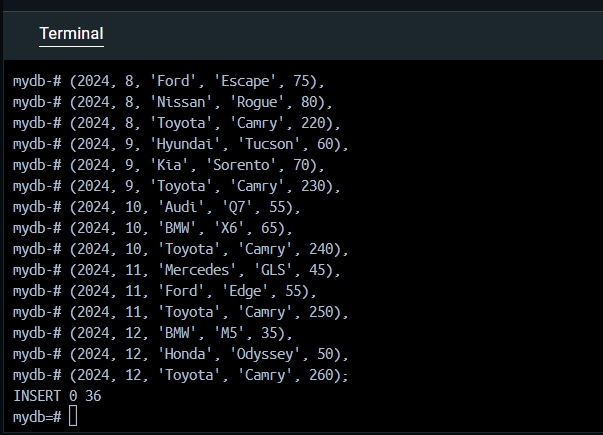 Terminal
mydb-# (2024, 8, 'Ford', 'Escape', 75),
mydb-# (2024, 8, 'Nissan', 'Rogue', 80),
mydb-# (2024, 8, 'Toyota', 'Camry', 220),
mydb-# (2024, 9, 'Hyundai', 'Tucson', 60),
mydb-# (2024, 9, 'Kia', 'Sorento', 70),
mydb-# (2024, 9, 'Toyota', 'Camry', 230),
mydb-# (2024, 10, 'Audi', 'Q7', 55),
mydb-# (2024, 10, 'BMW', 'X6', 65),
mydb-# (2024, 10, 'Toyota', 'Camry', 240),
mydb-# (2024, 11, 'Mercedes', 'GLS', 45),
mydb-# (2024, 11, 'Ford', 'Edge', 55),
mydb-# (2024, 11, 'Toyota', 'Camry', 250),
mydb-# (2024, 12, 'BMW', 'M5', 35),
mydb-# (2024, 12, 'Honda', 'Odyssey', 50),
mydb-# (2024, 12, 'Toyota', 'Camry', 260);
INSERT 0 36
mydb=#